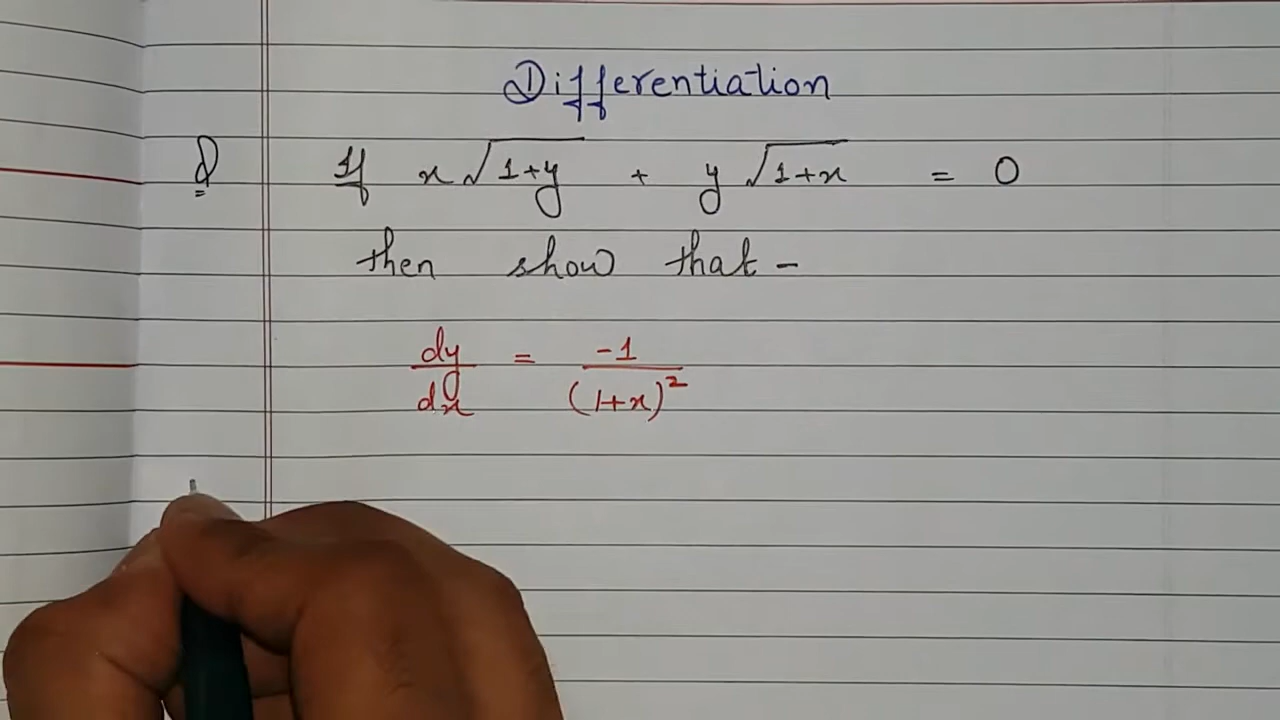 Differentiation
Q If x√1+y + y√1+x = 0
then show that -
dy/dx = -1/(1+x)²